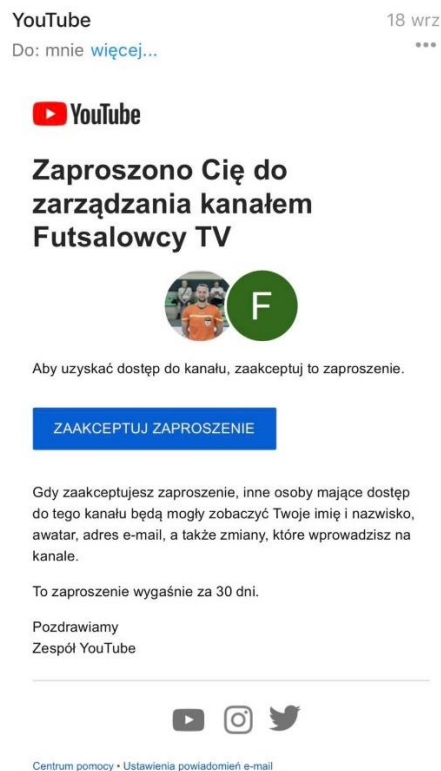 YouTube
18 wrz
Do: mnie więcej...
YouTube
Zaproszono Cię do
zarządzania kanałem
Futsalowcy TV
F
Aby uzyskać dostęp do kanału, zaakceptuj to zaproszenie.
ZAAKCEPTUJ ZAPROSZENIE
Gdy zaakceptujesz zaproszenie, inne osoby mające dostęp
do tego kanału będą mogły zobaczyć Twoje imię i nazwisko,
awatar, adres e-mail, a także zmiany, które wprowadzisz na
kanale.
To zaproszenie wygaśnie za 30 dni.
Pozdrawiamy
Zespół YouTube
Centrum pomocy • Ustawienia powiadomień e-mail